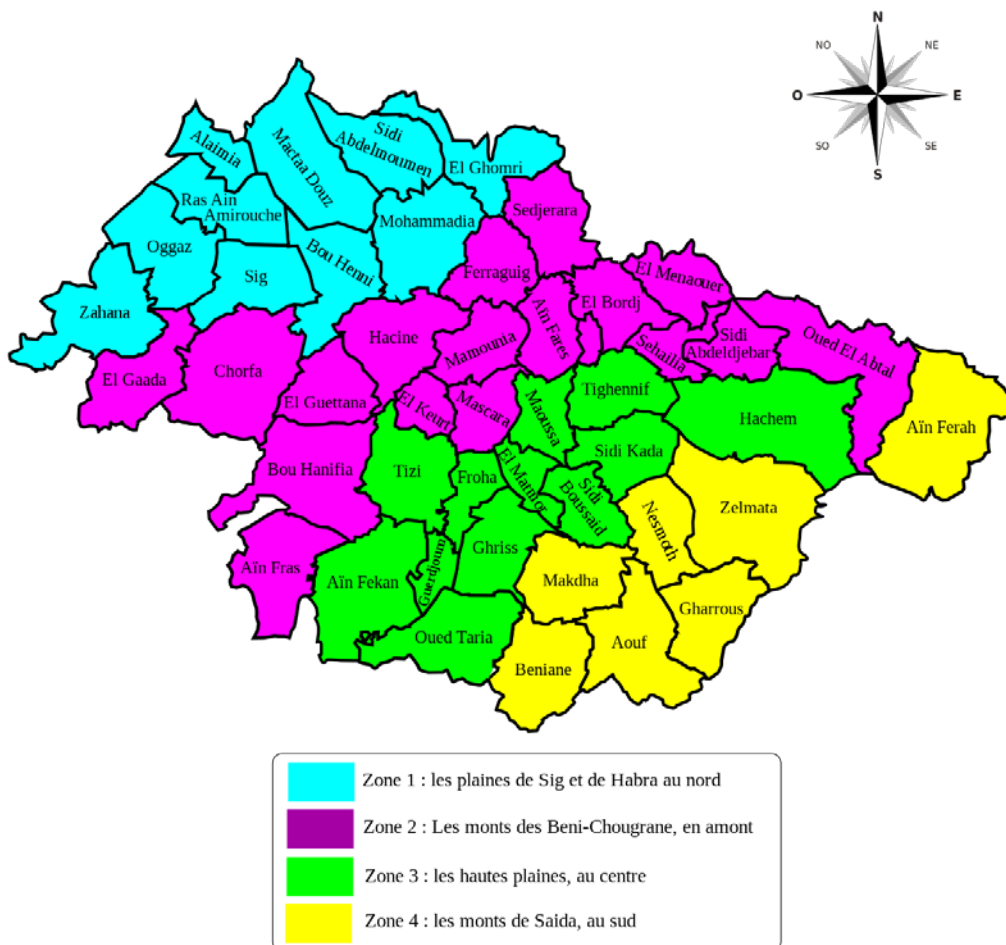 N
NO
NE
O
E
SO
SE
S
Alaimia
Mactaa Douz
Sidi
Abdelmoumen
El Ghomri
Ras Ain
Amirouche
Mohammadia
Sedjerara
Oggaz
Sig
Bou Henni
Ferraguig
El Menaouer
Zahana
Hacine
Mamounia
Aïn Fares
El Bordj
Sehailia
Sidi
Abdeldjebar
Oued El Abtal
El Gaada
Chorfa
El Guettana
El Keurt
Mascara
Maoussa
Tighennif
Hachem
Aïn Ferah
Bou Hanifia
Tizi
Froha
El Mamor
Sidi Kada
Sidi
Boussaid
Nesmoth
Zelmata
Aïn Fras
Aïn Fekan
Guerdjoum
Ghriss
Makdha
Gharrous
Oued Taria
Beniane
Aouf
Zone 1 : les plaines de Sig et de Habra au nord
Zone 2 : Les monts des Beni-Chougrane, en amont
Zone 3 : les hautes plaines, au centre
Zone 4 : les monts de Saida, au sud